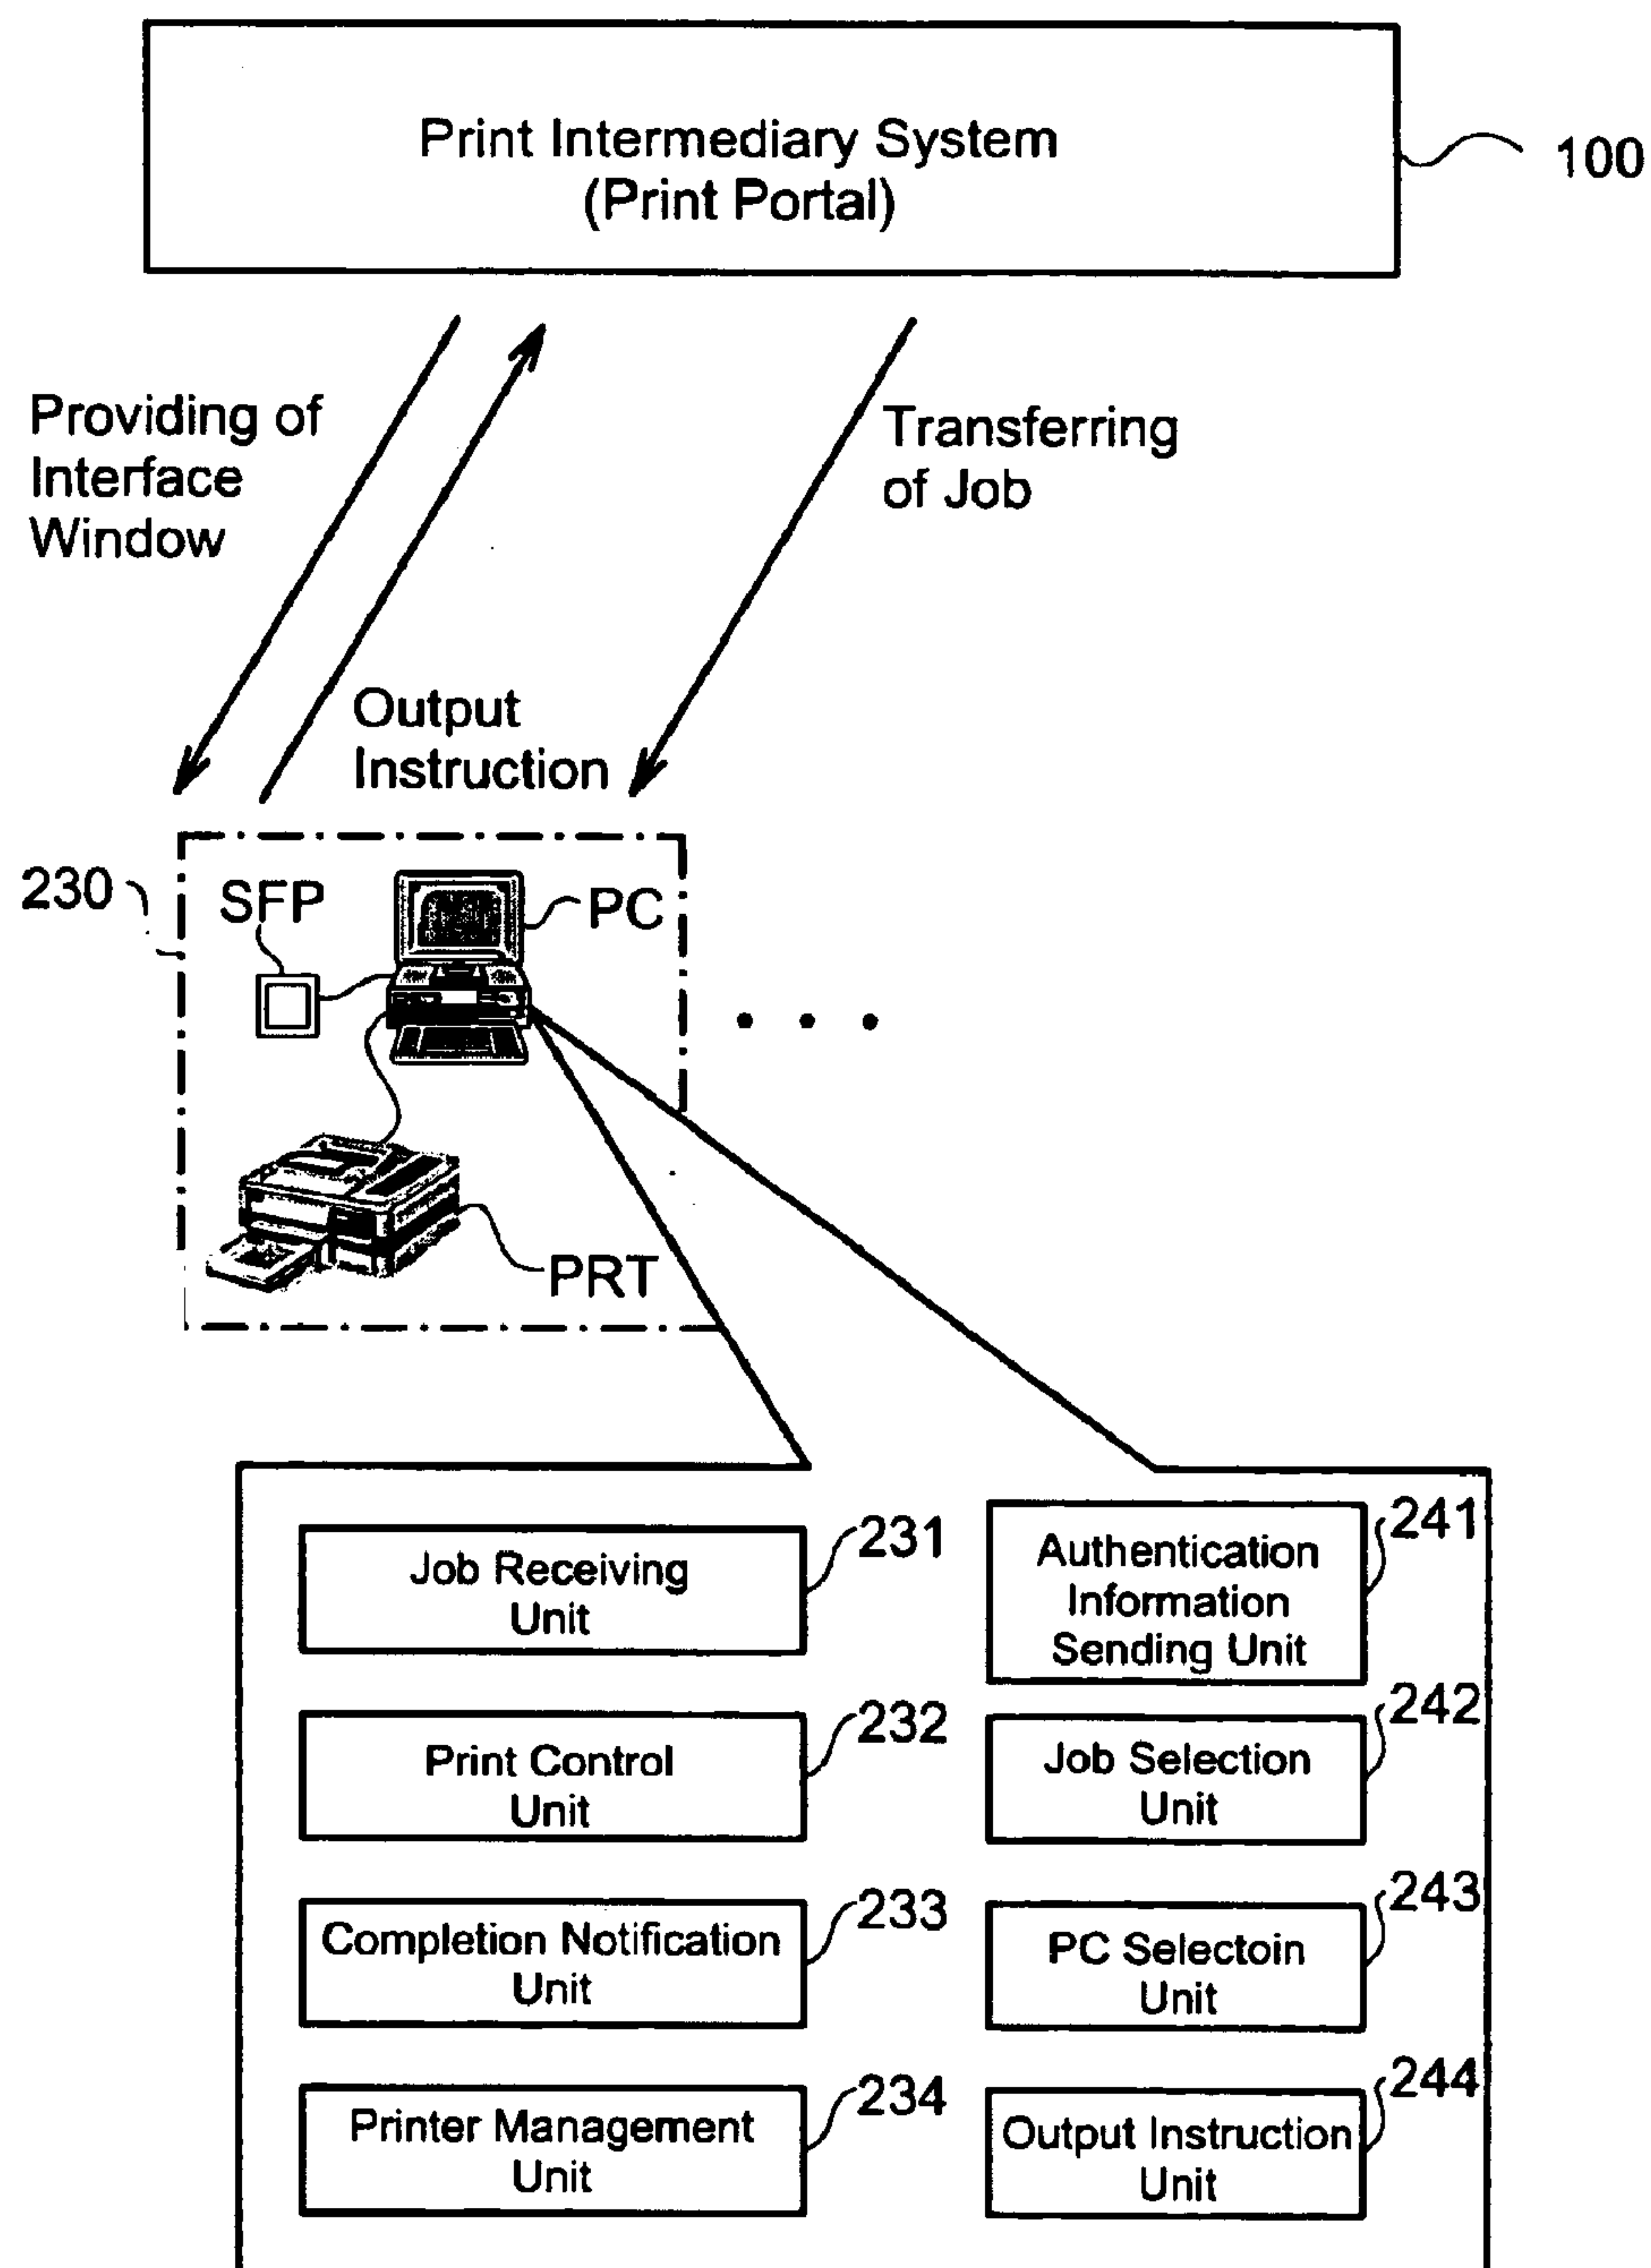 Print Intermediary System
(Print Portal)
100
Providing of
Interface
Window
Transferring
of Job
Output
Instruction
230
SFP
PC
PRT
Job Receiving
Unit
231
Authentication
Information
Sending Unit
241
Print Control
Unit
232
Job Selection
Unit
242
Completion Notification
Unit
233
PC Selectoin
Unit
243
Printer Management
Unit
234
Output Instruction
Unit
244